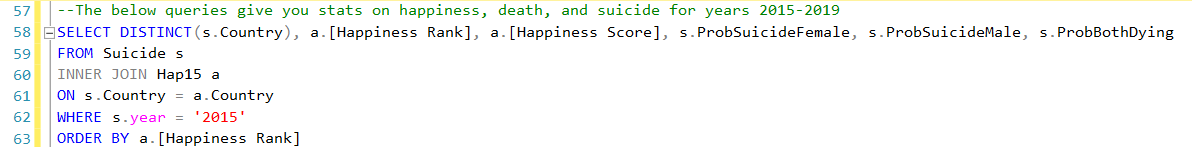 57 --The below queries give you stats on happiness, death, and suicide for years 2015-2019
58 SELECT DISTINCT(s.Country), a.[Happiness Rank], a.[Happiness Score], s.ProbSuicideFemale, s.ProbSuicideMale, s.ProbBothDying
59 FROM Suicide s
60 INNER JOIN Hap15 a
61 ON s.Country = a.Country
62 WHERE s.year = '2015'
63 ORDER BY a.[Happiness Rank]